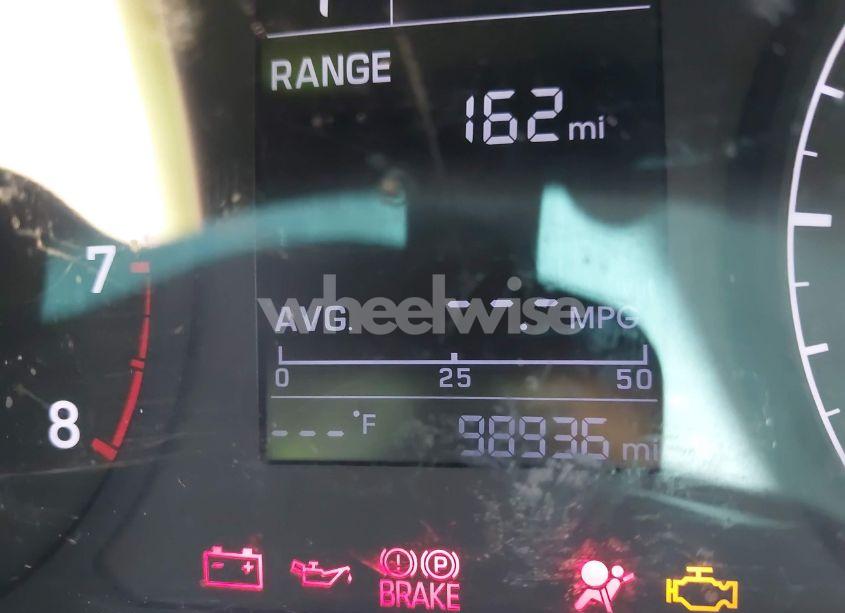 RANGE
162 mi
7
wheelwise
AVG. --.- MPG
0 25 50
8
---°F 98936 mi
(!) (P)
BRAKE